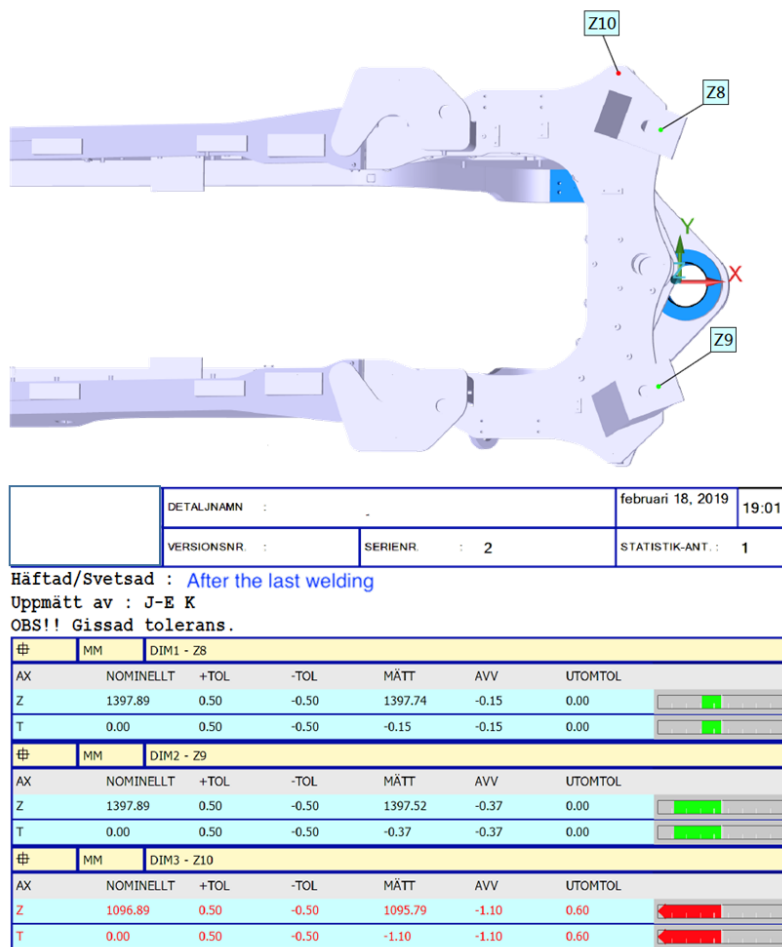 Z10
Z8
Y
X
Z9
DETALJNAMN : -
februari 18, 2019 19:01
VERSIONSNR. : SERIENR. : 2 STATISTIK-ANT. : 1
Häftad/Svetsad : After the last welding
Uppmätt av : J-E K
OBS!! Gissad tolerans.
MM DIM1 - Z8
AX NOMINELLT +TOL -TOL MÄTT AVV UTOMTOL
Z 1397.89 0.50 -0.50 1397.74 -0.15 0.00
T 0.00 0.50 -0.50 -0.15 -0.15 0.00
MM DIM2 - Z9
AX NOMINELLT +TOL -TOL MÄTT AVV UTOMTOL
Z 1397.89 0.50 -0.50 1397.52 -0.37 0.00
T 0.00 0.50 -0.50 -0.37 -0.37 0.00
MM DIM3 - Z10
AX NOMINELLT +TOL -TOL MÄTT AVV UTOMTOL
Z 1096.89 0.50 -0.50 1095.79 -1.10 0.60
T 0.00 0.50 -0.50 -1.10 -1.10 0.60